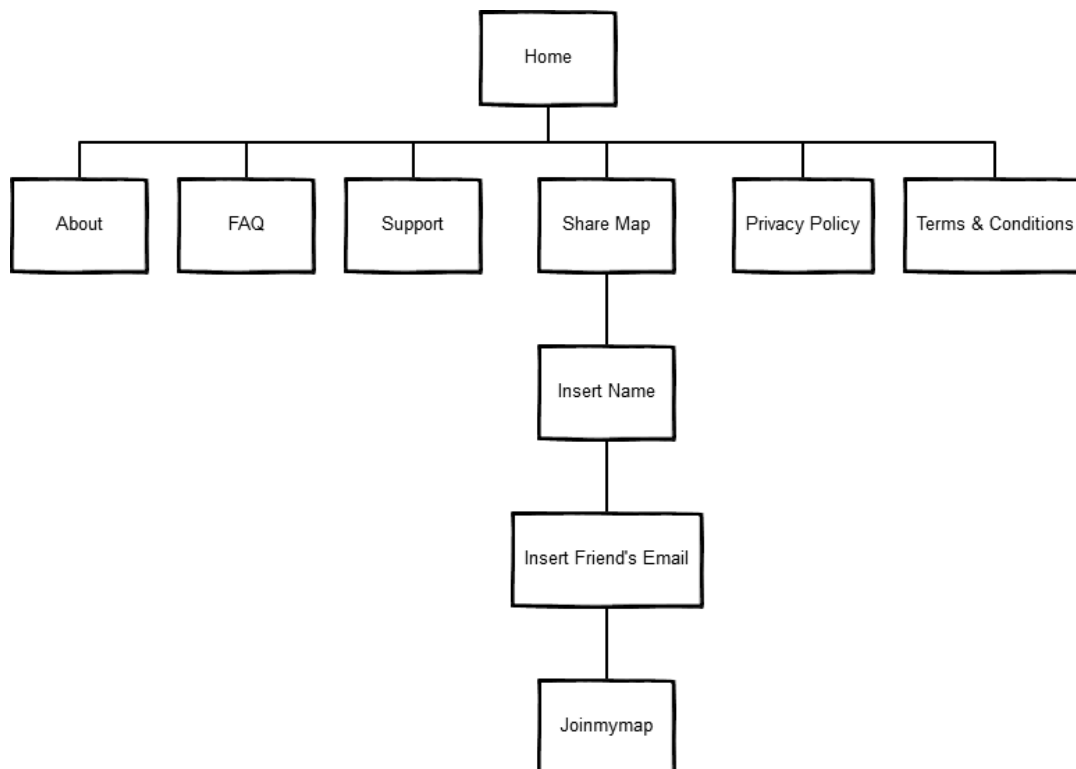 Home
About
FAQ
Support
Share Map
Privacy Policy
Terms & Conditions
Insert Name
Insert Friend's Email
Joinmymap